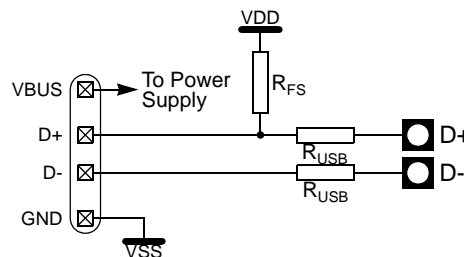 VDD
VBUS
To Power
Supply
RFS
D+
D+
D-
RUSB
D-
RUSB
GND
VSS